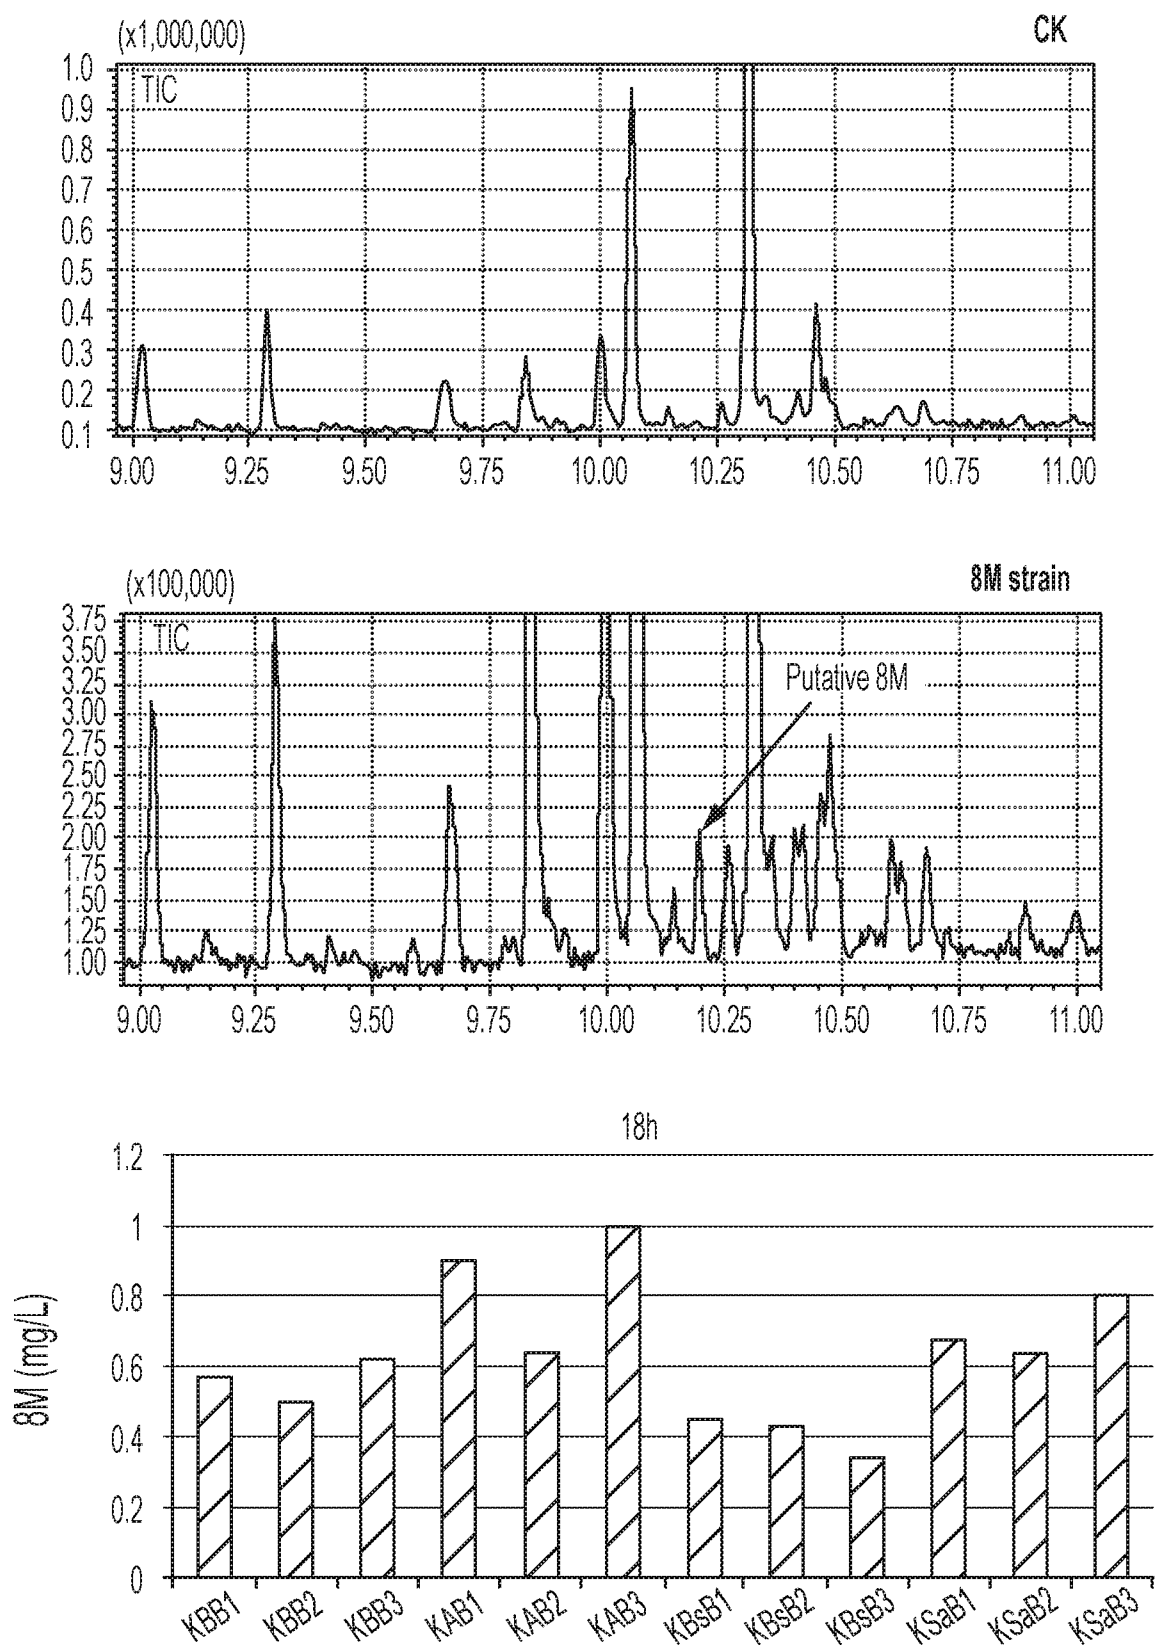 (x1,000,000)
CK
TIC
1.0
0.9
0.8
0.7
0.6
0.5
0.4
0.3
0.2
0.1
9.00 9.25 9.50 9.75 10.00 10.25 10.50 10.75 11.00
(x100,000)
8M strain
TIC
Putative 8M
3.75
3.50
3.25
3.00
2.75
2.50
2.25
2.00
1.75
1.50
1.25
1.00
9.00 9.25 9.50 9.75 10.00 10.25 10.50 10.75 11.00
18h
8M (mg/L)
1.2
1
0.8
0.6
0.4
0.2
0
KBB1 KBB2 KBB3 KAB1 KAB2 KAB3 KBsB1 KBsB2 KBsB3 KSaB1 KSaB2 KSaB3